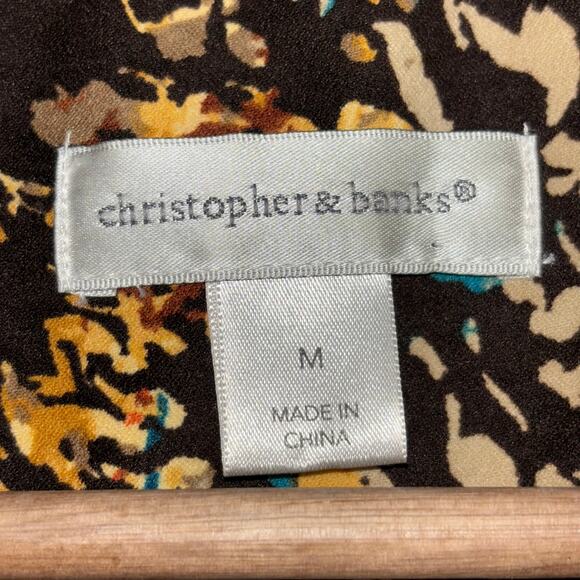 christopher & banks®
M
MADE IN
CHINA